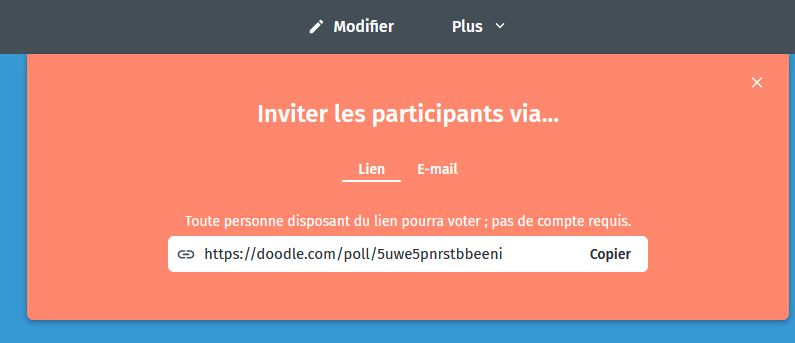 Modifier Plus
Inviter les participants via...
Lien E-mail
Toute personne disposant du lien pourra voter ; pas de compte requis.
https://doodle.com/poll/5uwe5pnrstbbeeni Copier